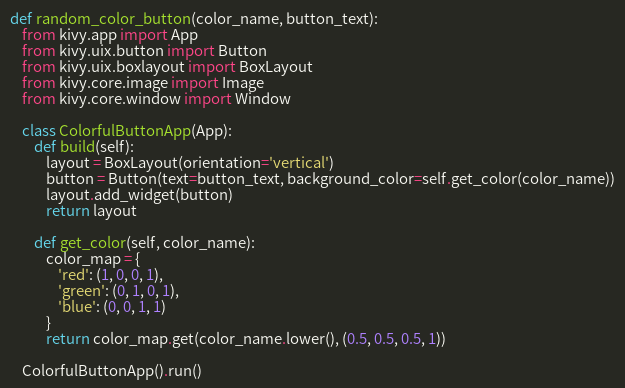 def random_color_button(color_name, button_text):
from kivy.app import App
from kivy.uix.button import Button
from kivy.uix.boxlayout import BoxLayout
from kivy.core.image import Image
from kivy.core.window import Window
class ColorfulButtonApp(App):
def build(self):
layout = BoxLayout(orientation='vertical')
button = Button(text=button_text, background_color=self.get_color(color_name))
layout.add_widget(button)
return layout
def get_color(self, color_name):
color_map = {
'red': (1, 0, 0, 1),
'green': (0, 1, 0, 1),
'blue': (0, 0, 1, 1)
}
return color_map.get(color_name.lower(), (0.5, 0.5, 0.5, 1))
ColorfulButtonApp().run()